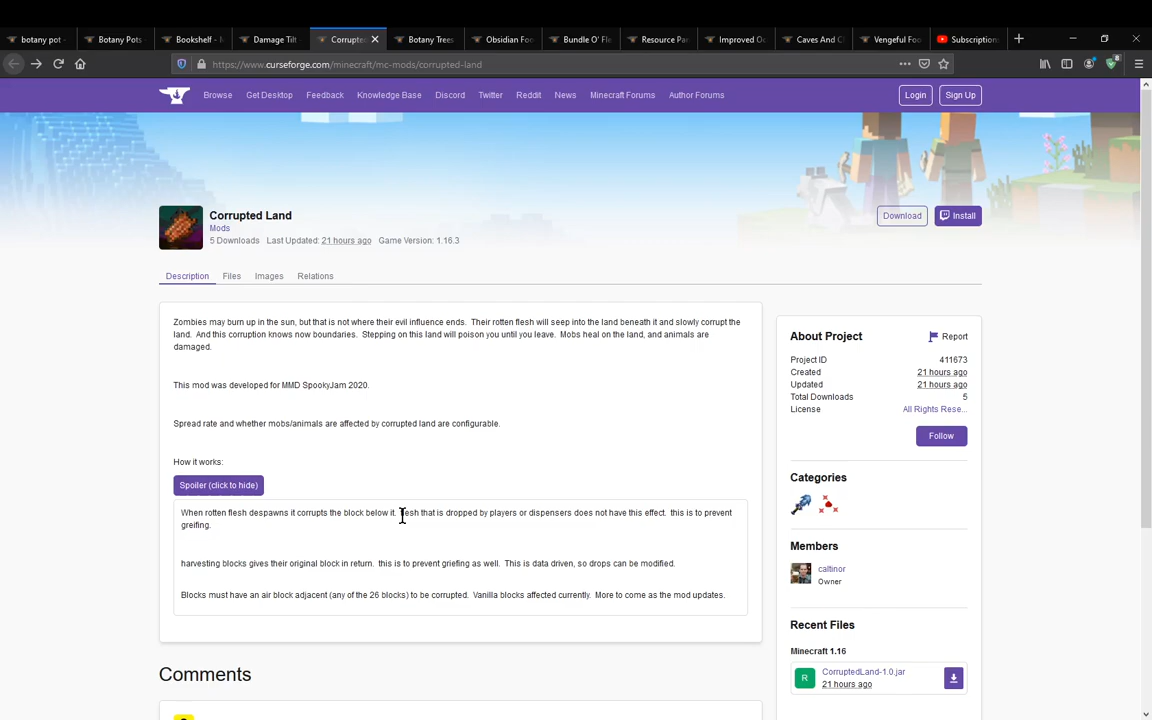 botany pot
Botany Pots
Bookshelf
Damage Tilt
Corrupted
Botany Trees
Obsidian For
Bundle O' Fle
Resource Pa
Improved O
Caves And C
Vengeful Foo
Subscription
https://www.curseforge.com/minecraft/mc-mods/corrupted-land
8
Browse Get Desktop Feedback Knowledge Base Discord Twitter Reddit News Minecraft Forums Author Forums
Login Sign Up
Corrupted Land
Mods
5 Downloads Last Updated: 21 hours ago Game Version: 1.16.3
Download Install
Description Files Images Relations
Zombies may burn up in the sun, but that is not where their evil influence ends. Their rotten flesh will seep into the land beneath it and slowly corrupt the
land. And this corruption knows now boundaries. Stepping on this land will poison you until you leave. Mobs heal on the land, and animals are
damaged.
This mod was developed for MMD SpookyJam 2020.
Spread rate and whether mobs/animals are affected by corrupted land are configurable.
How it works:
Spoiler (click to hide)
When rotten flesh despawns it corrupts the block below it. flesh that is dropped by players or dispensers does not have this effect. this is to prevent
greifing.
harvesting blocks gives their original block in return. this is to prevent griefing as well. This is data driven, so drops can be modified.
Blocks must have an air block adjacent (any of the 26 blocks) to be corrupted. Vanilla blocks affected currently. More to come as the mod updates.
Comments
About Project
Report
Project ID 411673
Created 21 hours ago
Updated 21 hours ago
Total Downloads 5
License All Rights Rese...
Follow
Categories
Members
caltinor
Owner
Recent Files
Minecraft 1.16
R CorruptedLand-1.0.jar
21 hours ago